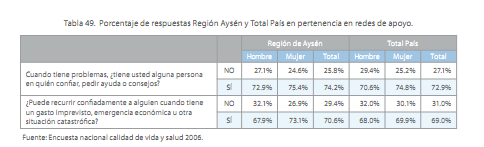 Tabla 49. Porcentaje de respuestas Región Aysén y Total País en pertenencia en redes de apoyo.
Región de Aysén Total País
Hombre Mujer Total Hombre Mujer Total
Cuando tiene problemas, ¿tiene usted alguna persona en quién confiar, pedir ayuda o consejos?
NO 27.1% 24.6% 25.8% 29.4% 25.2% 27.1%
SÍ 72.9% 75.4% 74.2% 70.6% 74.8% 72.9%
¿Puede recurrir confiadamente a alguien cuando tiene un gasto imprevisto, emergencia económica u otra situación catastrófica?
NO 32.1% 26.9% 29.4% 32.0% 30.1% 31.0%
SÍ 67.9% 73.1% 70.6% 68.0% 69.9% 69.0%
Fuente: Encuesta nacional calidad de vida y salud 2006.